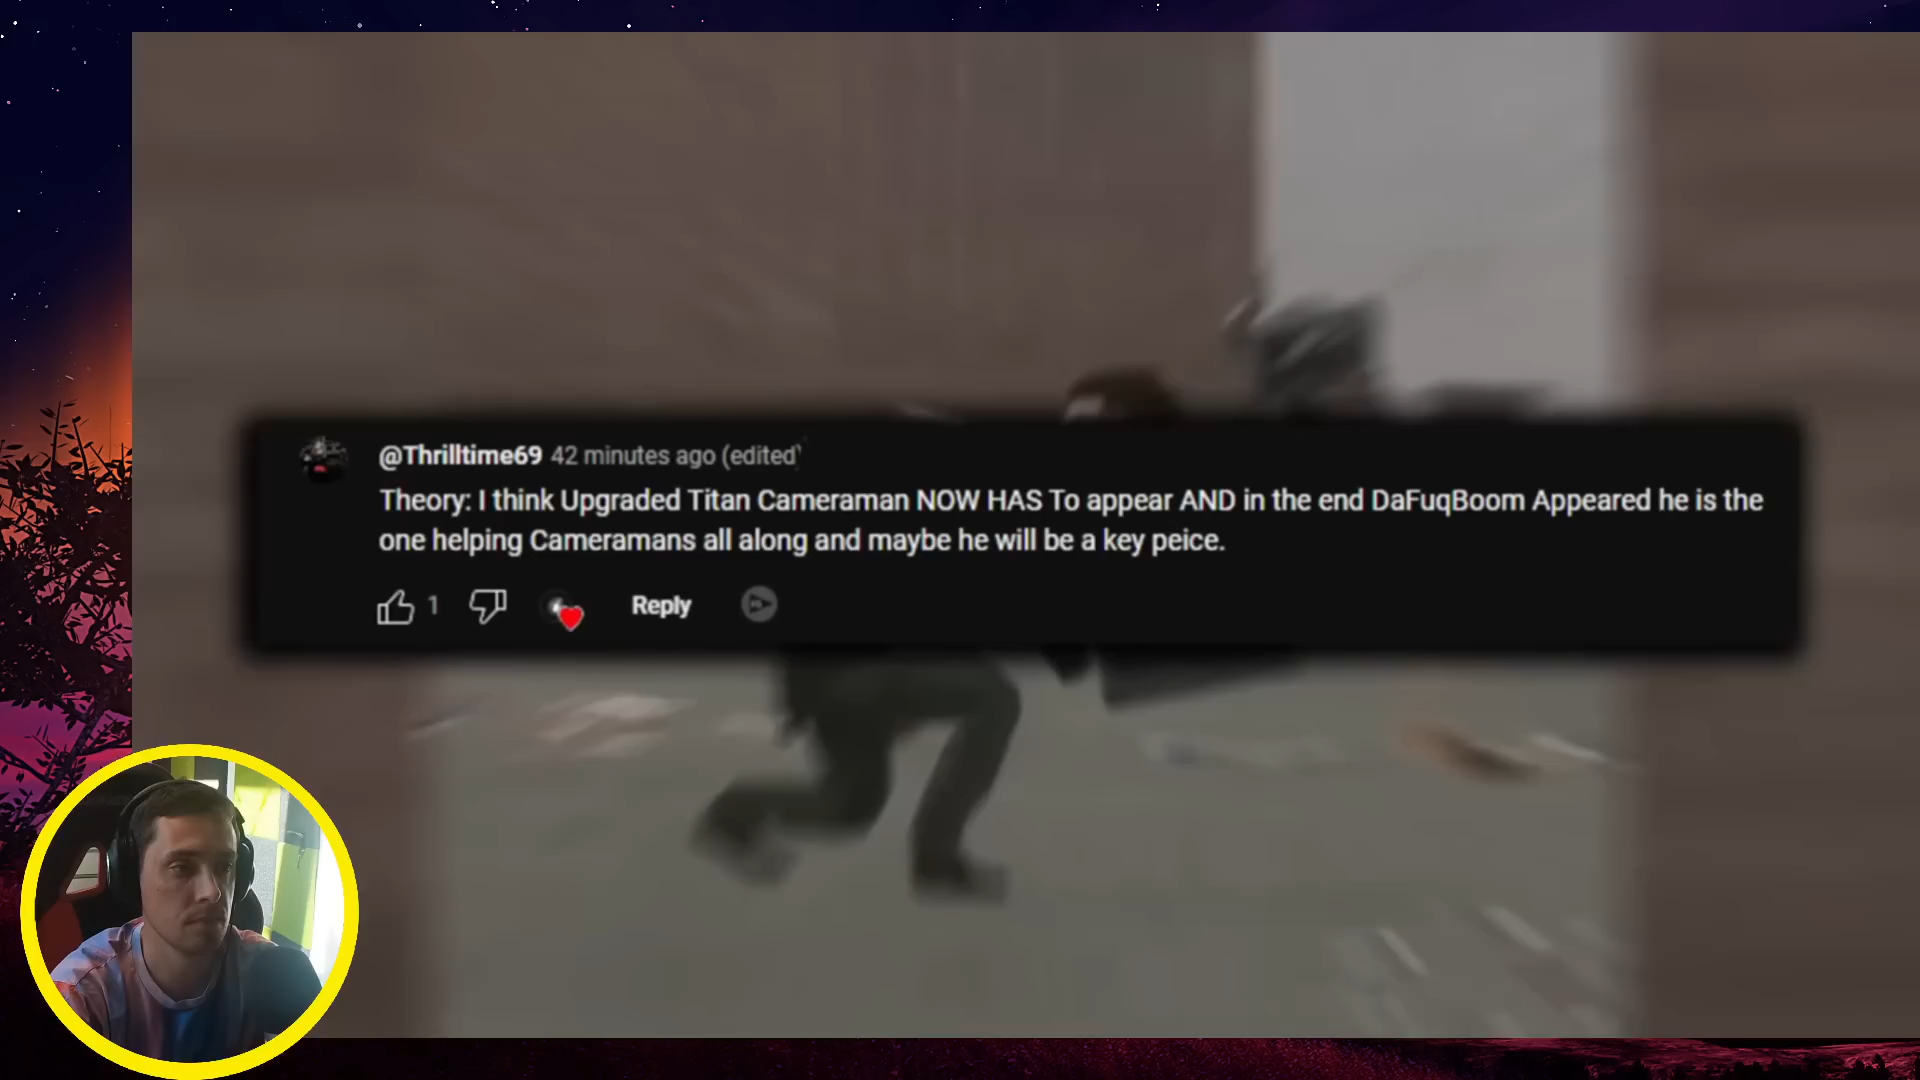 @Thrilltime69 42 minutes ago (edited)
Theory: I think Upgraded Titan Cameraman NOW HAS To appear AND in the end DaFuqBoom Appeared he is the
one helping Cameramans all along and maybe he will be a key peice.
1 Reply